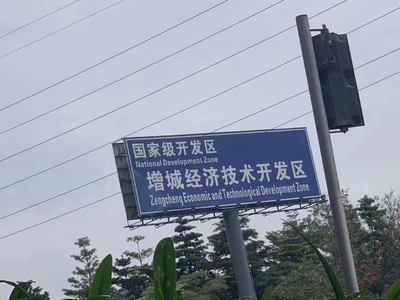 国家级开发区
National Development Zone
增城经济技术开发区
Zengcheng Economic and Technological Development Zone